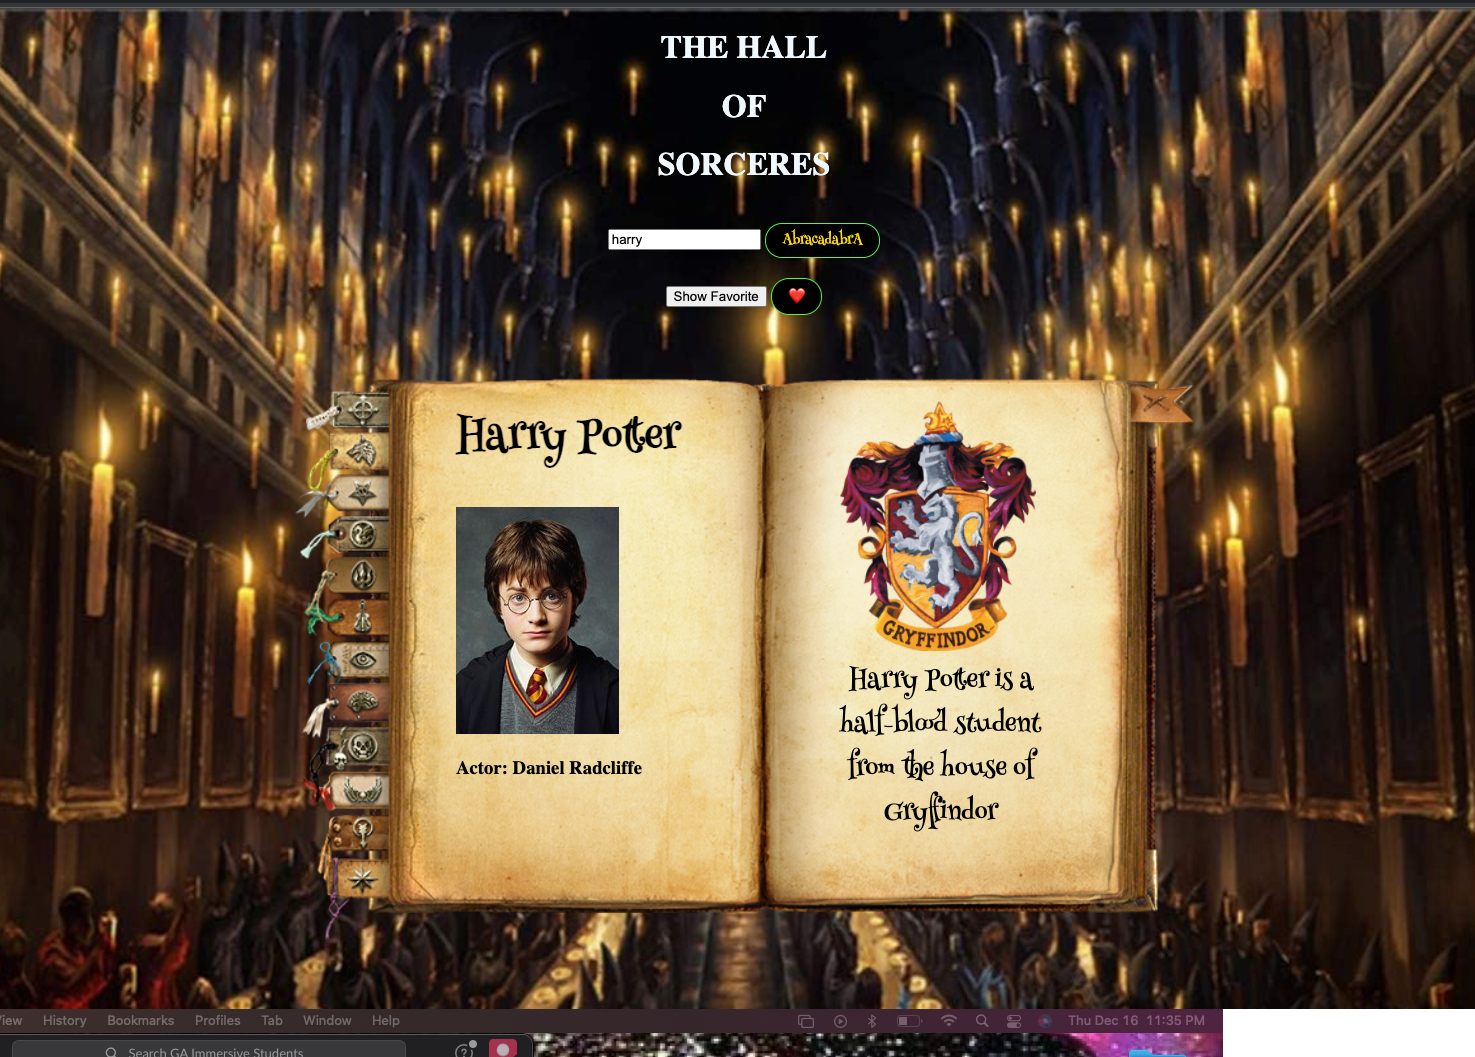 THE HALL
OF
SORCERES
harry
AbracadabrA
Show Favorite
Harry Potter
Actor: Daniel Radcliffe
GRYFFINDOR
Harry Potter is a
half-blood student
from the house of
Gryffindor
View History Bookmarks Profiles Tab Window Help
Thu Dec 16 11:35 PM
Search GA Immersive Students